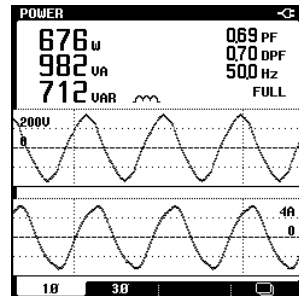 POWER
676 W
982 VA
712 VAR
0.69 PF
0.70 DPF
50.0 Hz
FULL
200V
0
4A
0
1Ø
3Ø